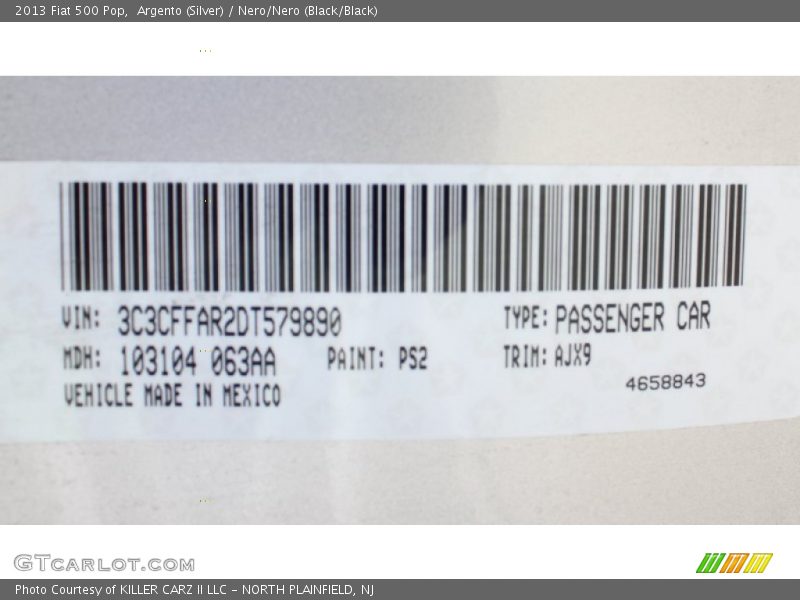 2013 Fiat 500 Pop,  Argento (Silver) / Nero/Nero (Black/Black)
VIN: 3C3CFFAR2DT579890 TYPE: PASSENGER CAR
MDH: 103104 063AA PAINT: PS2 TRIM: AJX9
4658843
VEHICLE MADE IN MEXICO
GTCARLOT.COM
Photo Courtesy of KILLER CARZ II LLC - NORTH PLAINFIELD, NJ